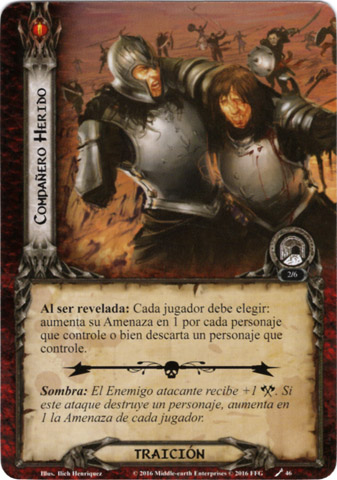 COMPAÑERO HERIDO
2/6
Al ser revelada: Cada jugador debe elegir:
aumenta su Amenaza en 1 por cada personaje
que controle o bien descarta un personaje que
controle.
Sombra: El Enemigo atacante recibe +1 . Si
este ataque destruye un personaje, aumenta en
1 la Amenaza de cada jugador.
TRAICIÓN
Illus. Ilich Henriquez © 2016 Middle-earth Enterprises © 2016 FFG 46